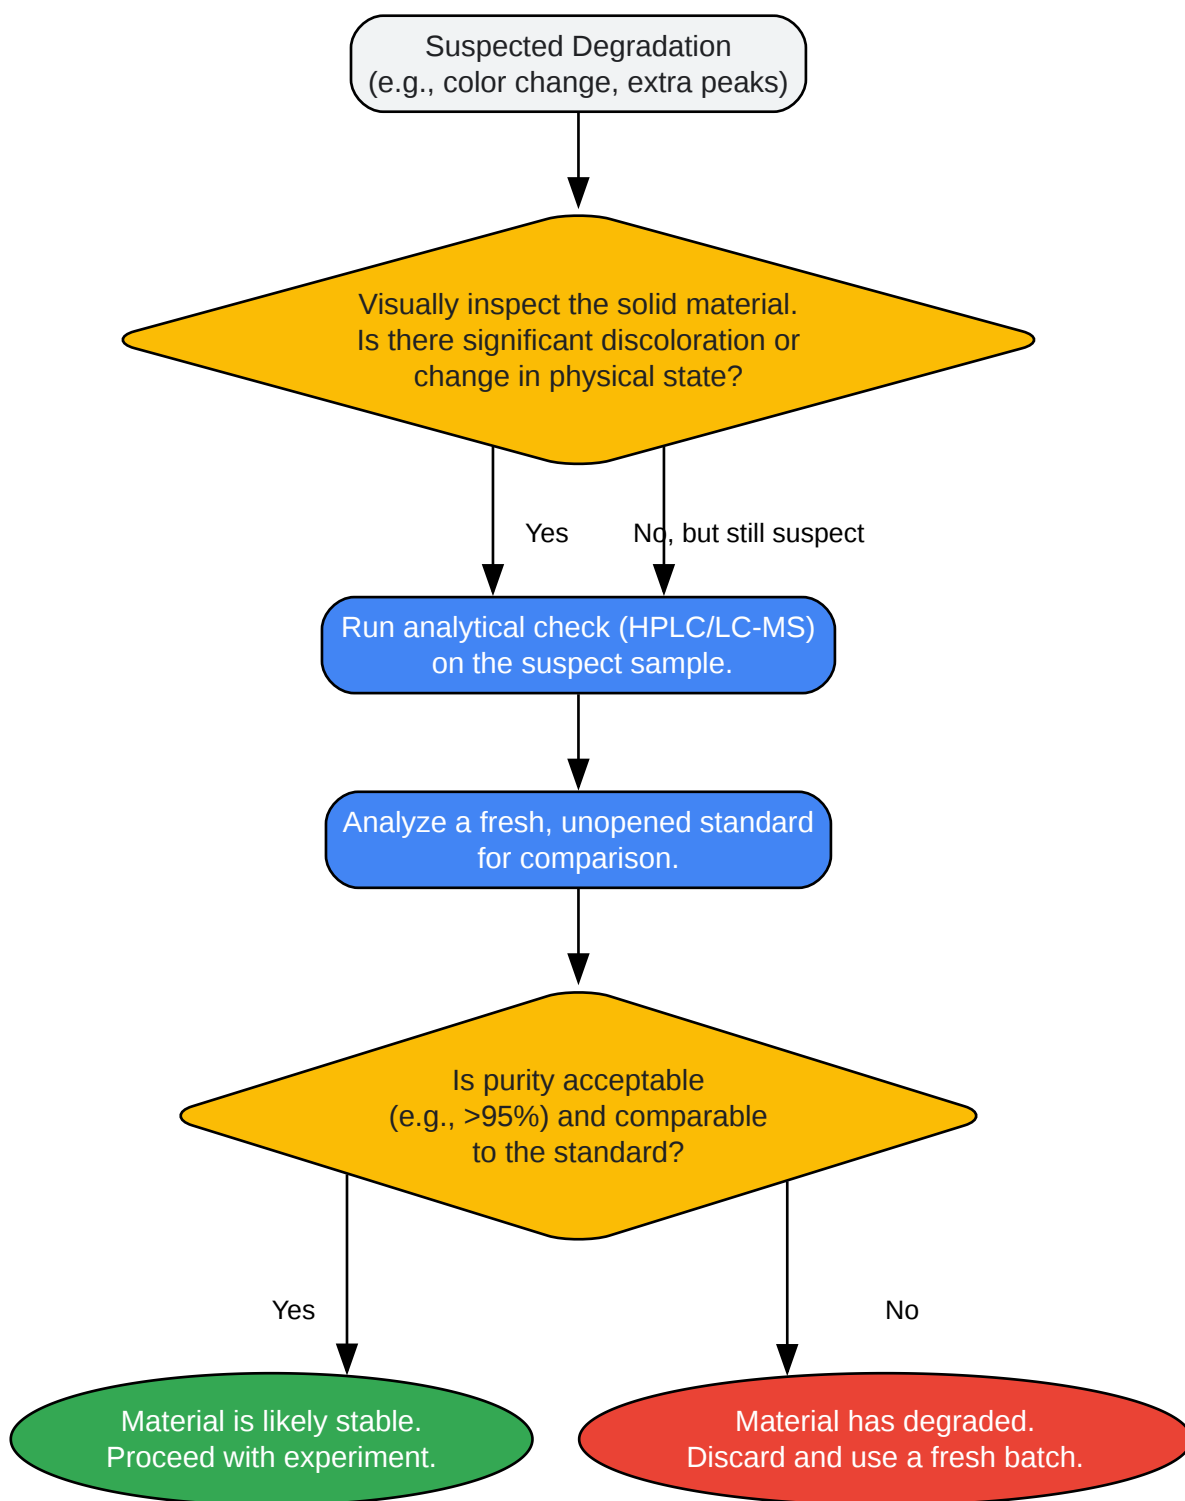 Suspected Degradation
(e.g., color change, extra peaks)
Visually inspect the solid material.
Is there significant discoloration or
change in physical state?
Yes
No, but still suspect
Run analytical check (HPLC/LC-MS)
on the suspect sample.
Analyze a fresh, unopened standard
for comparison.
Is purity acceptable
(e.g., >95%) and comparable
to the standard?
Yes
No
Material is likely stable.
Proceed with experiment.
Material has degraded.
Discard and use a fresh batch.